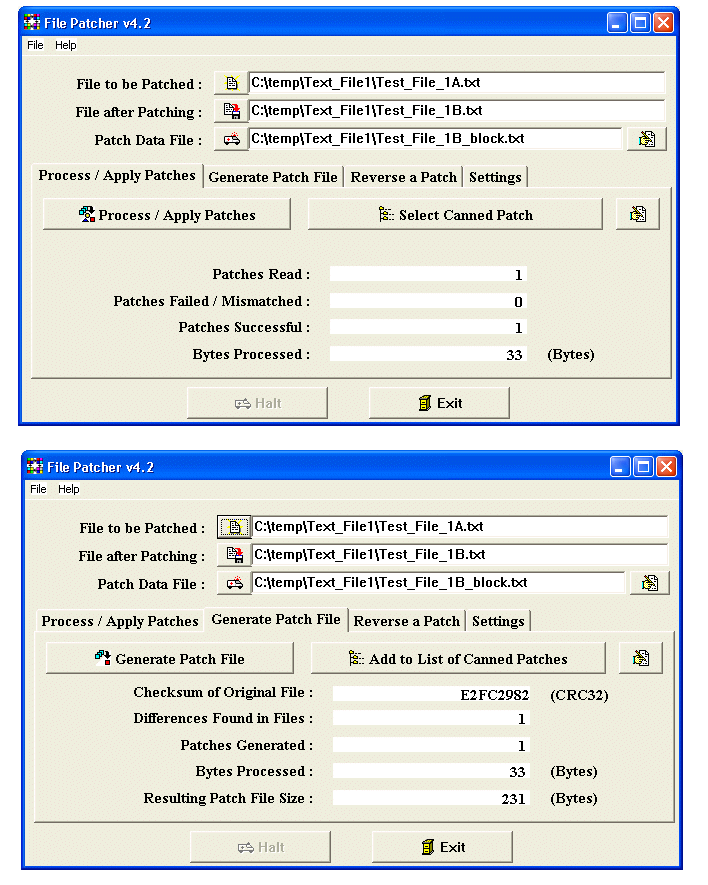 File Patcher v4.2
File Help
File to be Patched : C:\temp\Text_File1\Test_File_1A.txt
File after Patching : C:\temp\Text_File1\Test_File_1B.txt
Patch Data File : C:\temp\Text_File1\Test_File_1B_block.txt
Process / Apply Patches Generate Patch File Reverse a Patch Settings
Process / Apply Patches Select Canned Patch
Patches Read : 1
Patches Failed / Mismatched : 0
Patches Successful : 1
Bytes Processed : 33 (Bytes)
Halt Exit
File Patcher v4.2
File Help
File to be Patched : C:\temp\Text_File1\Test_File_1A.txt
File after Patching : C:\temp\Text_File1\Test_File_1B.txt
Patch Data File : C:\temp\Text_File1\Test_File_1B_block.txt
Process / Apply Patches Generate Patch File Reverse a Patch Settings
Generate Patch File Add to List of Canned Patches
Checksum of Original File : E2FC2982 (CRC32)
Differences Found in Files : 1
Patches Generated : 1
Bytes Processed : 33 (Bytes)
Resulting Patch File Size : 231 (Bytes)
Halt Exit